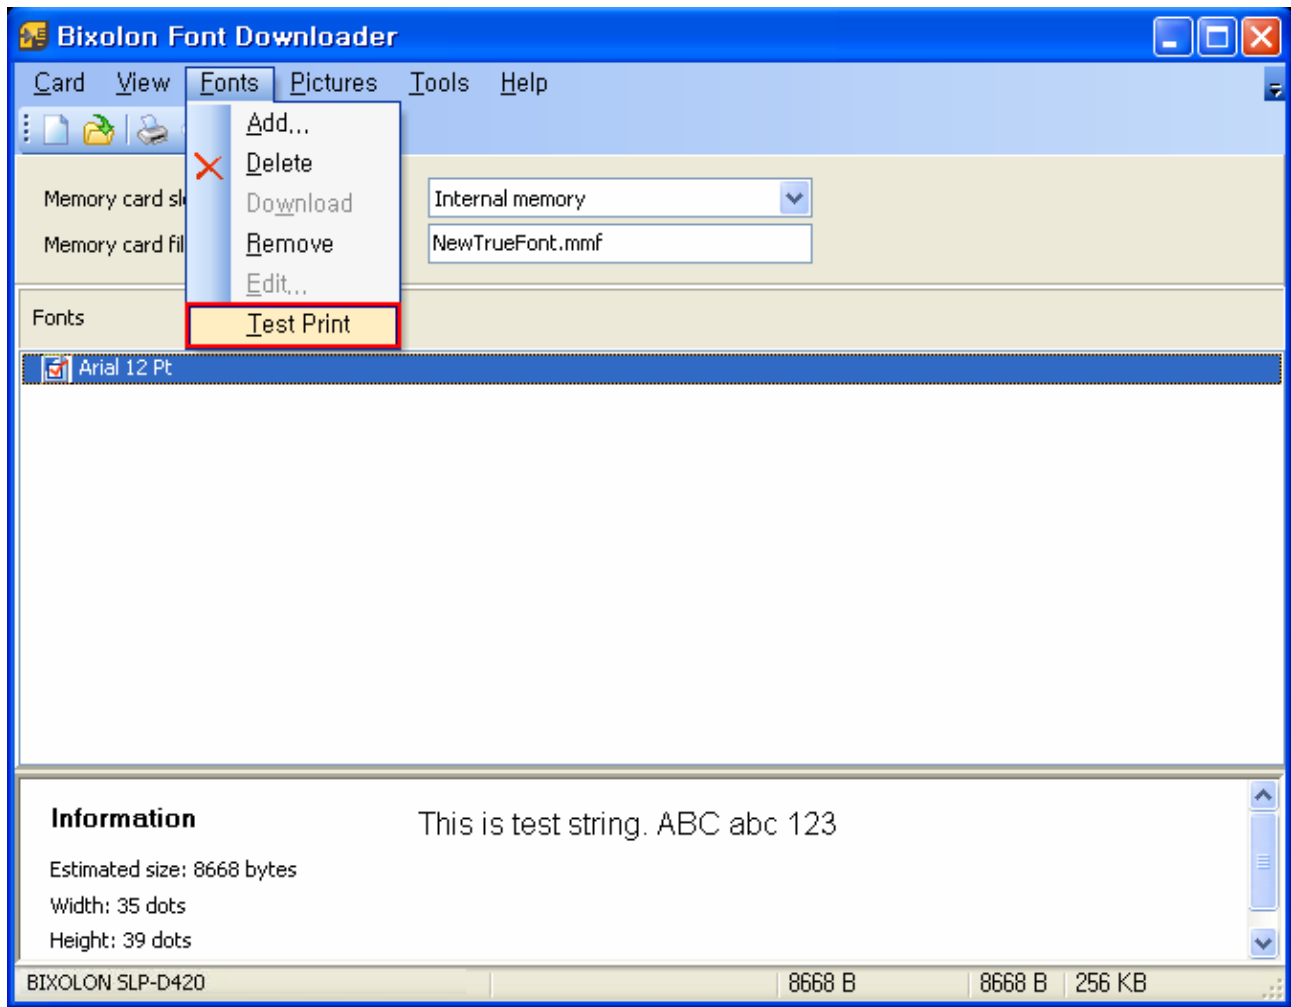 Bixolon Font Downloader
Card View Fonts Pictures Tools Help
Add...
Delete
Download
Remove
Edit...
Test Print
Memory card
Internal memory
Memory card
NewTrueFont.mmf
Fonts
Arial 12 Pt
Information
This is test string. ABC abc 123
Estimated size: 8668 bytes
Width: 35 dots
Height: 39 dots
BIXOLON SLP-D420 8668 B 8668 B 256 KB